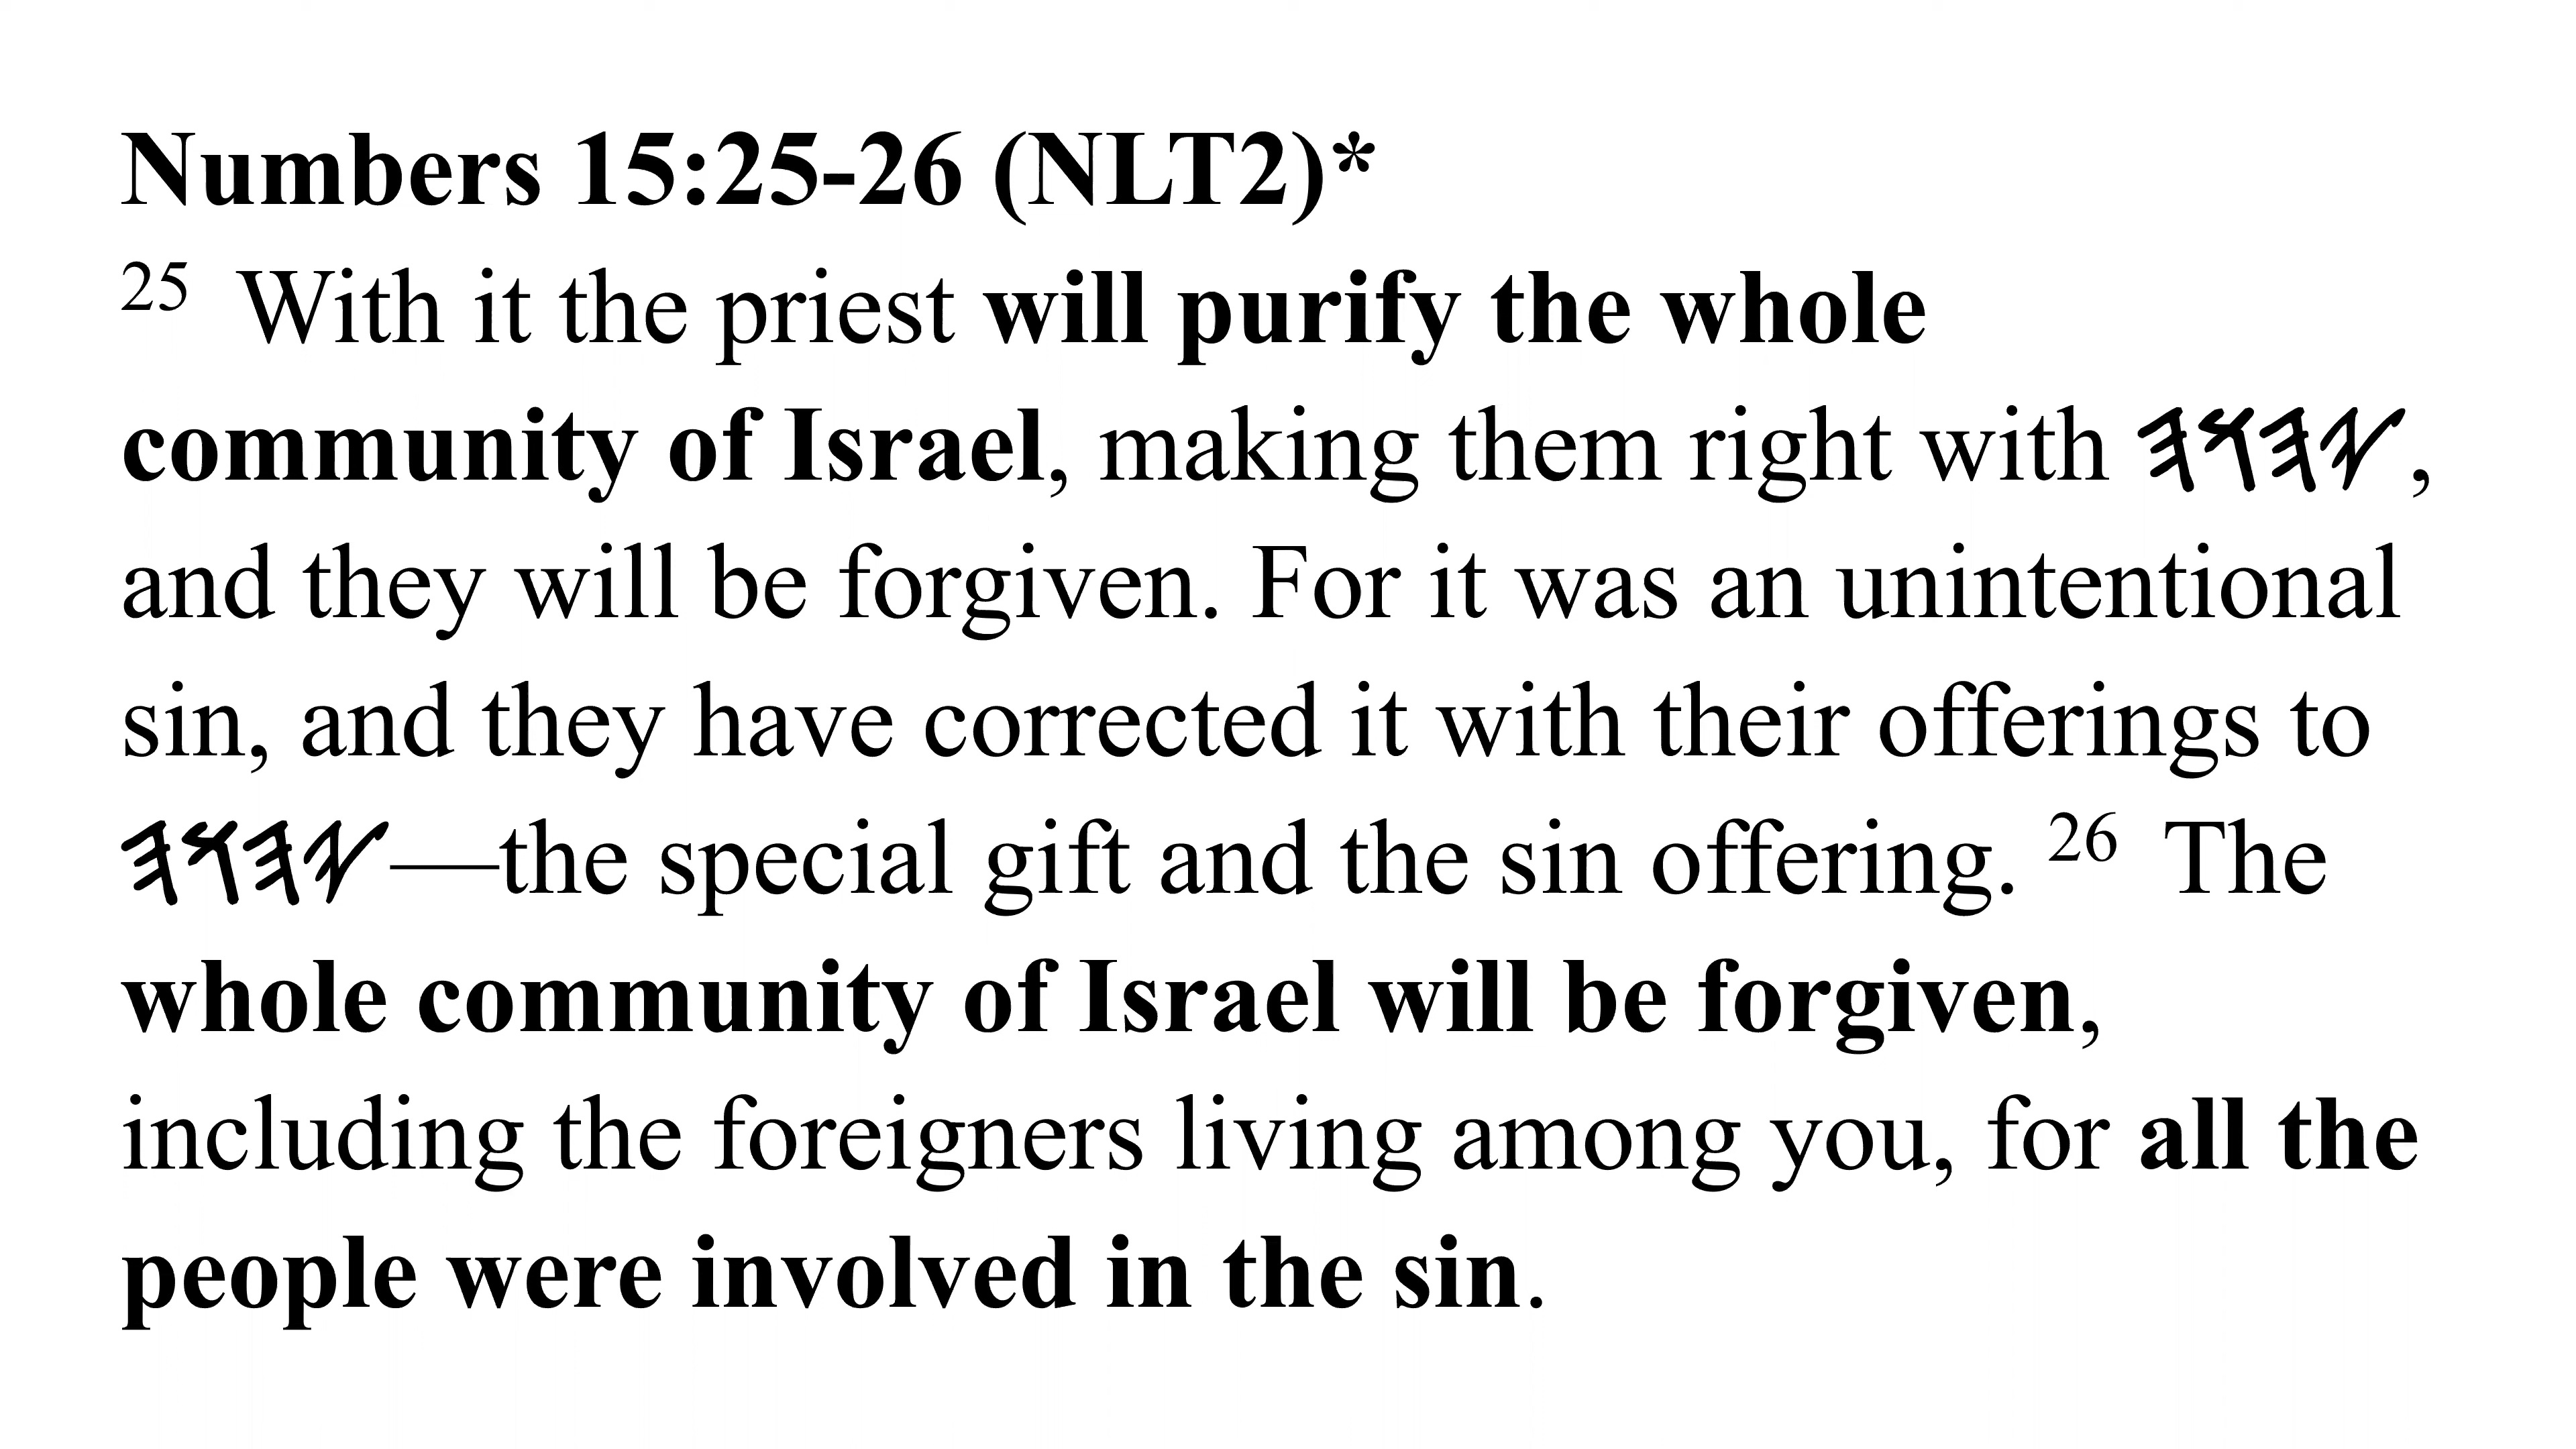 Numbers 15:25-26 (NLT2)*
25 With it the priest will purify the whole
community of Israel, making them right with 𐤉𐤄𐤅𐤄,
and they will be forgiven. For it was an unintentional
sin, and they have corrected it with their offerings to
𐤉𐤄𐤅𐤄—the special gift and the sin offering. 26 The
whole community of Israel will be forgiven,
including the foreigners living among you, for all the
people were involved in the sin.